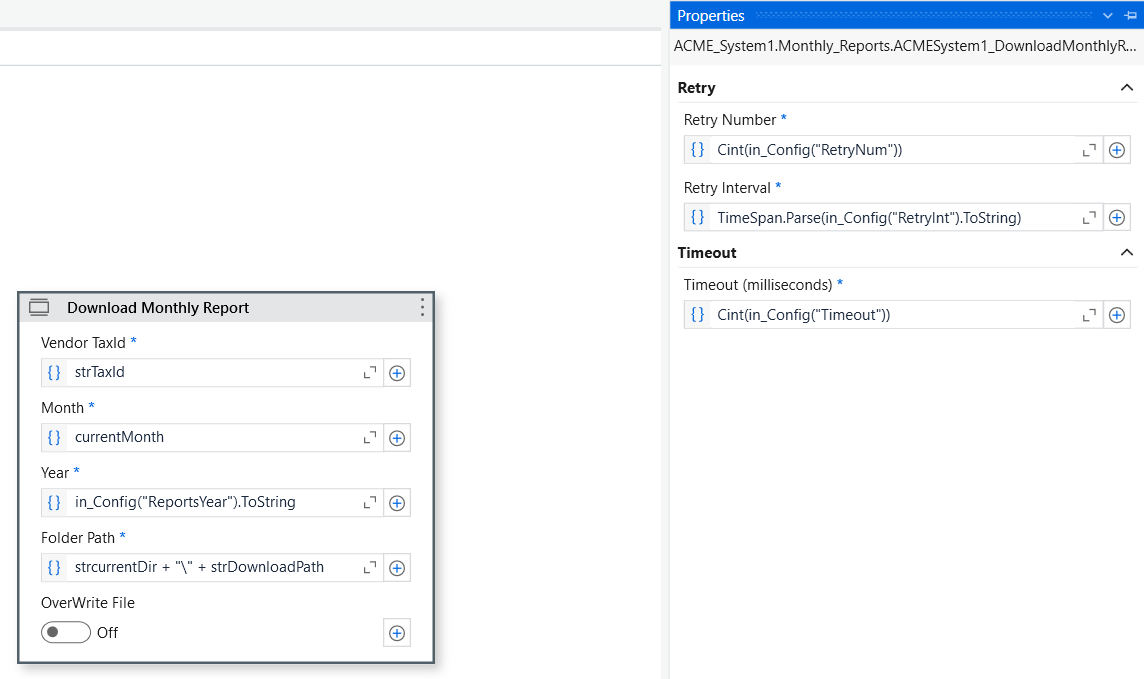 Properties
ACME_System1.Monthly_Reports.ACMESystem1_DownloadMonthlyR...
Retry
Retry Number *
{} Cint(in_Config("RetryNum"))
Retry Interval *
{} TimeSpan.Parse(in_Config("RetryInt").ToString)
Timeout
Timeout (milliseconds) *
{} Cint(in_Config("Timeout"))
Download Monthly Report
Vendor TaxId *
{} strTaxId
Month *
{} currentMonth
Year *
{} in_Config("ReportsYear").ToString
Folder Path *
{} strcurrentDir + "\" + strDownloadPath
OverWrite File
Off